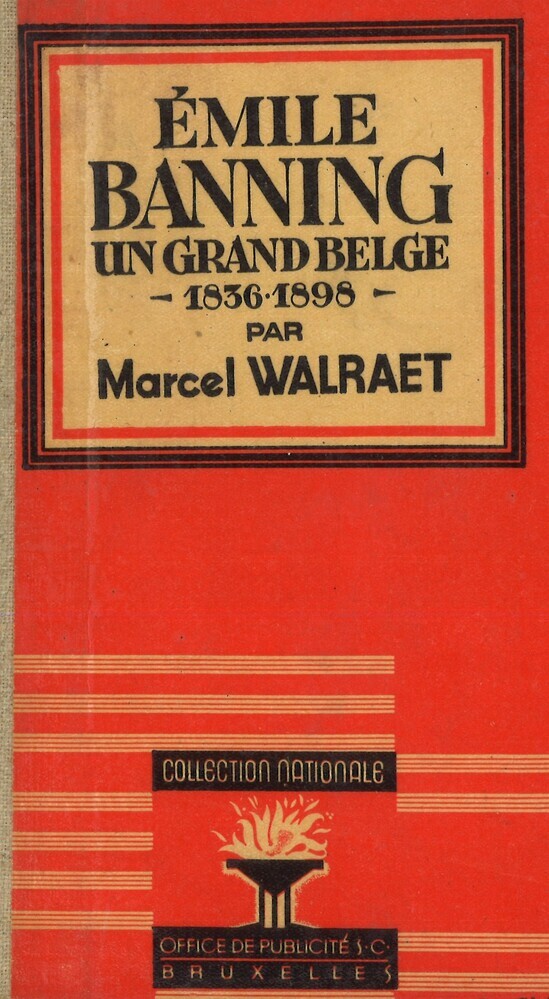 ÉMILE
BANNING
UN GRAND BELGE
- 1836·1898 -
PAR
Marcel WALRAET
COLLECTION NATIONALE
OFFICE DE PUBLICITÉ S·C·
BRUXELLES